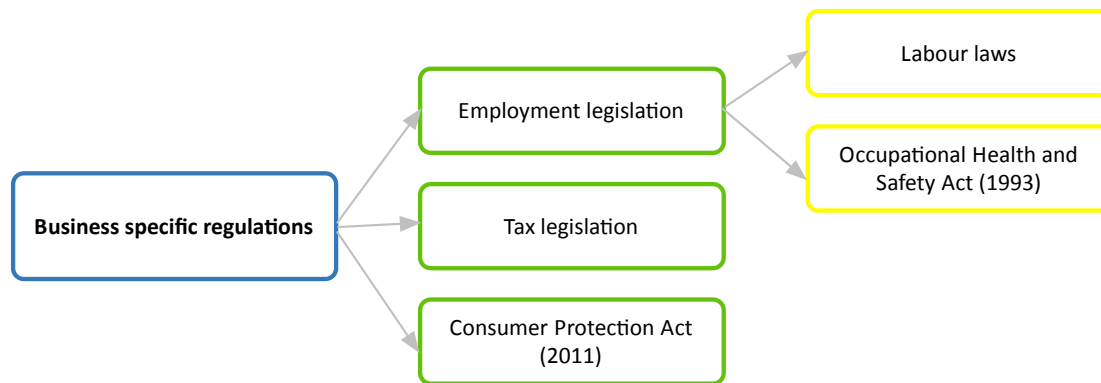 Labour laws
Employment legislation
Occupational Health and
Safety Act (1993)
Business specific regulations
Tax legislation
Consumer Protection Act
(2011)